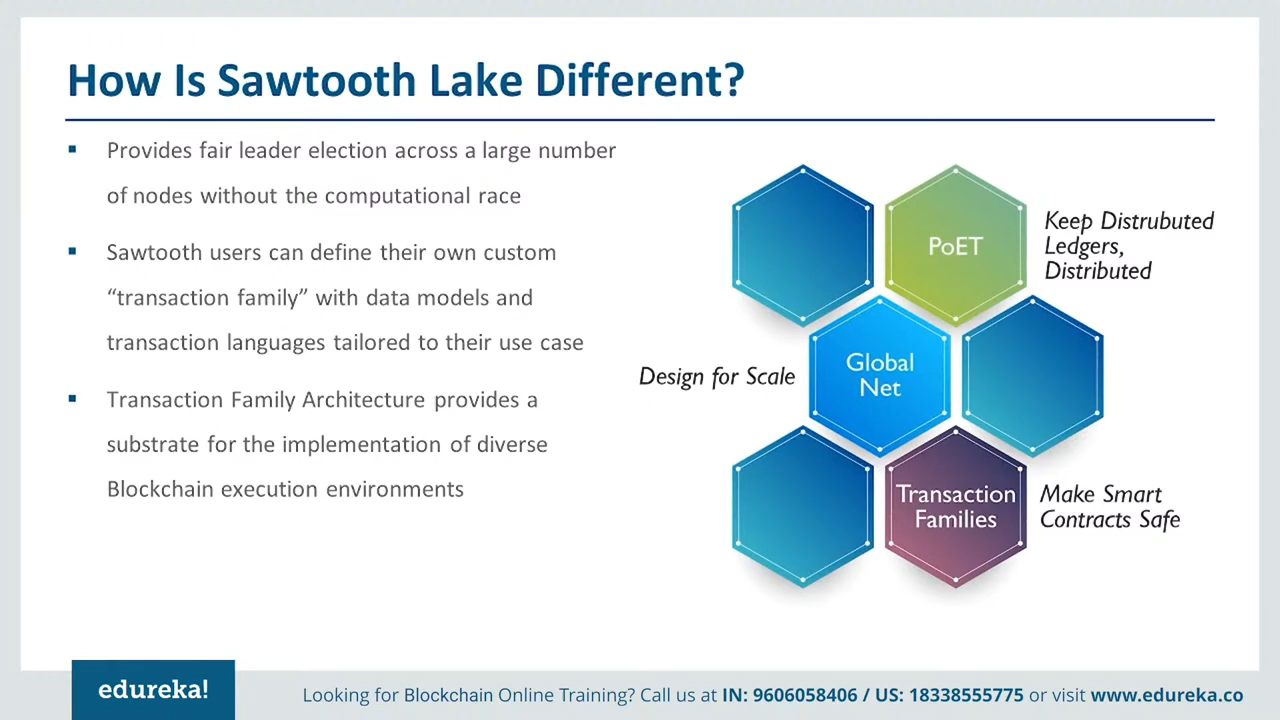 How Is Sawtooth Lake Different?
▪ Provides fair leader election across a large number
of nodes without the computational race
▪ Sawtooth users can define their own custom
“transaction family” with data models and
transaction languages tailored to their use case
▪ Transaction Family Architecture provides a
substrate for the implementation of diverse
Blockchain execution environments
PoET
Keep Distrubuted
Ledgers,
Distributed
Design for Scale
Global
Net
Transaction
Families
Make Smart
Contracts Safe
edureka!
Looking for Blockchain Online Training? Call us at IN: 9606058406 / US: 18338555775 or visit www.edureka.co